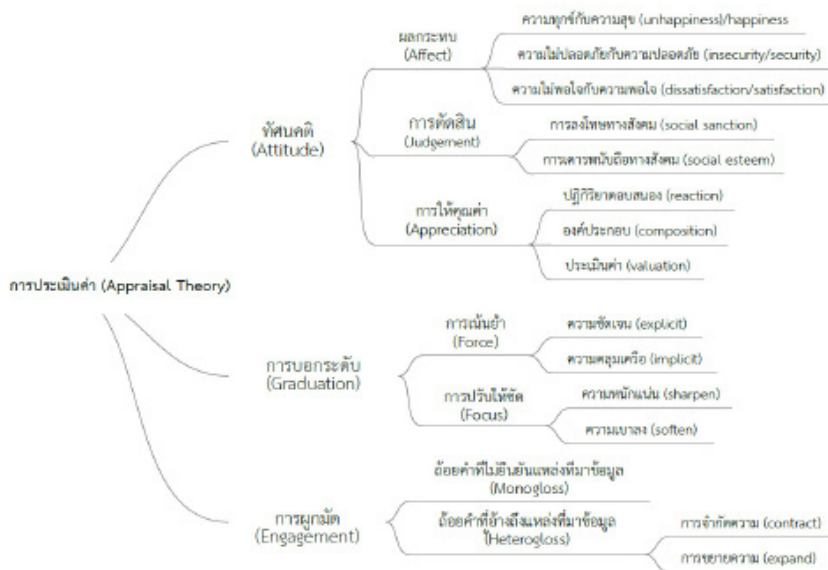 ความทุกข์กับความสุข (unhappiness)/happiness
ผลกระทบ
(Affect)
ความไม่ปลอดภัยกับความปลอดภัย (insecurity/security)
ความไม่พอใจกับความพอใจ (dissatisfaction/satisfaction)
ทัศนคติ
(Attitude)
การตัดสิน
(Judgement)
การลงโทษทางสังคม (social sanction)
การเคารพนับถือทางสังคม (social esteem)
การให้คุณค่า
(Appreciation)
ปฏิกิริยาตอบสนอง (reaction)
องค์ประกอบ (composition)
ประเมินค่า (valuation)
การประเมินค่า (Appraisal Theory)
การบอกระดับ
(Graduation)
การเน้นย้ำ
(Force)
ความชัดเจน (explicit)
ความคลุมเครือ (implicit)
การปรับให้ชัด
(Focus)
ความหนักแน่น (sharpen)
ความเบาลง (soften)
การผูกมัด
(Engagement)
ถ้อยคำที่ไม่ยืนยันแหล่งที่มาข้อมูล
(Monogloss)
ถ้อยคำที่อ้างถึงแหล่งที่มาข้อมูล
(Heterogloss)
การจำกัดความ (contract)
การขยายความ (expand)